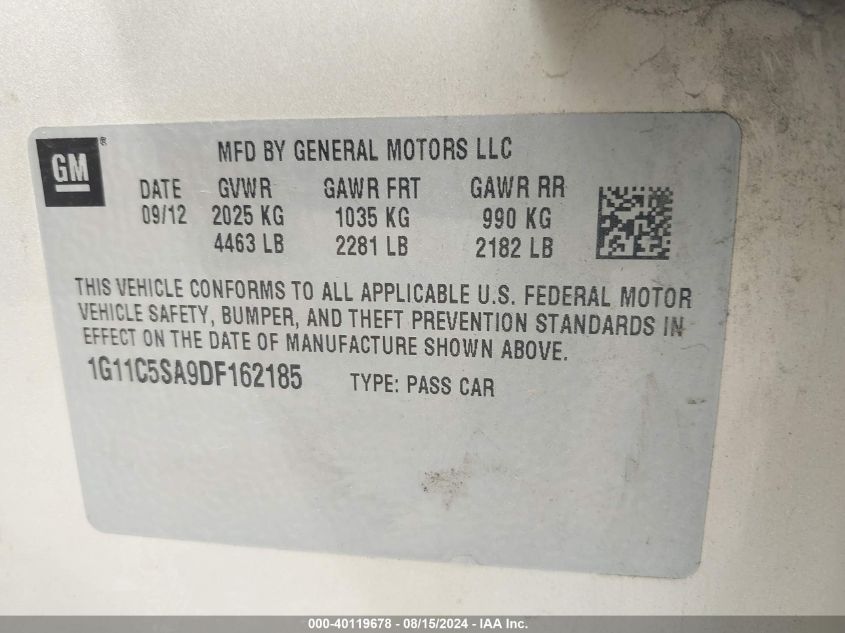 GM®
MFD BY GENERAL MOTORS LLC
DATE GVWR GAWR FRT GAWR RR
09/12 2025 KG 1035 KG 990 KG
4463 LB 2281 LB 2182 LB
THIS VEHICLE CONFORMS TO ALL APPLICABLE U.S. FEDERAL MOTOR
VEHICLE SAFETY, BUMPER, AND THEFT PREVENTION STANDARDS IN
EFFECT ON THE DATE OF MANUFACTURE SHOWN ABOVE.
1G11C5SA9DF162185 TYPE: PASS CAR
000-40119678 - 08/15/2024 - IAA Inc.